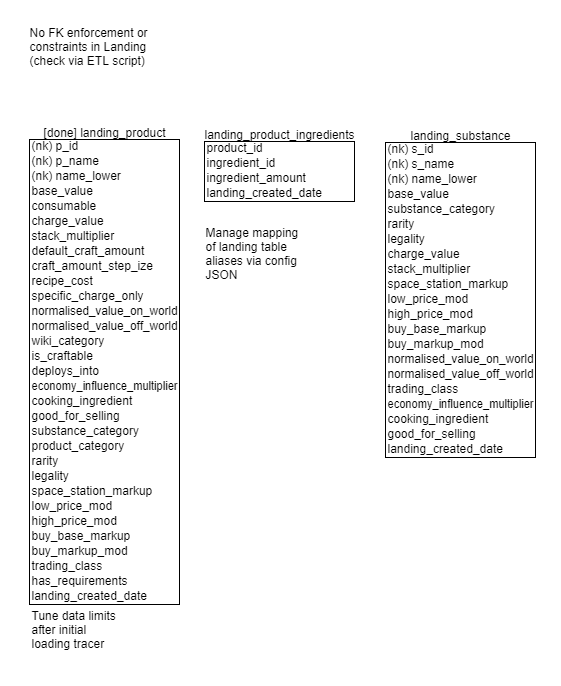 No FK enforcement or
constraints in Landing
(check via ETL script)
[done] landing_product
(nk) p_id
(nk) p_name
(nk) name_lower
base_value
consumable
charge_value
stack_multiplier
default_craft_amount
craft_amount_step_ize
recipe_cost
specific_charge_only
normalised_value_on_world
normalised_value_off_world
wiki_category
is_craftable
deploys_into
economy_influence_multiplier
cooking_ingredient
good_for_selling
substance_category
product_category
rarity
legality
space_station_markup
low_price_mod
high_price_mod
buy_base_markup
buy_markup_mod
trading_class
has_requirements
landing_created_date
Tune data limits
after initial
loading tracer
landing_product_ingredients
product_id
ingredient_id
ingredient_amount
landing_created_date
Manage mapping
of landing table
aliases via config
JSON
landing_substance
(nk) s_id
(nk) s_name
(nk) name_lower
base_value
substance_category
rarity
legality
charge_value
stack_multiplier
space_station_markup
low_price_mod
high_price_mod
buy_base_markup
buy_markup_mod
normalised_value_on_world
normalised_value_off_world
trading_class
economy_influence_multiplier
cooking_ingredient
good_for_selling
landing_created_date